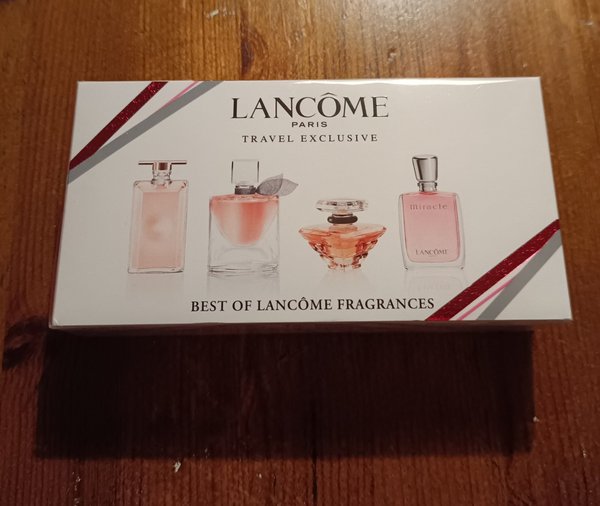 LANCÔME
PARIS
TRAVEL EXCLUSIVE
Miracle
LANCÔME
BEST OF LANCÔME FRAGRANCES